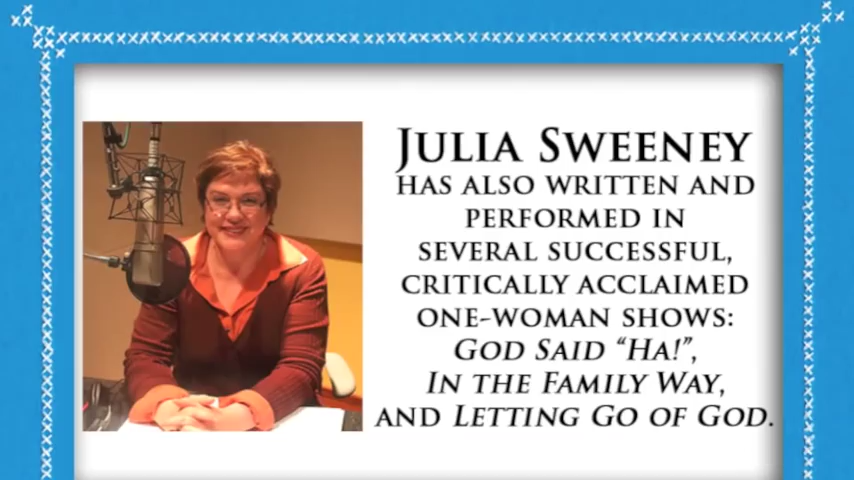 JULIA SWEENEY
HAS ALSO WRITTEN AND
PERFORMED IN
SEVERAL SUCCESSFUL,
CRITICALLY ACCLAIMED
ONE-WOMAN SHOWS:
GOD SAID “HA!”,
IN THE FAMILY WAY,
AND LETTING GO OF GOD.